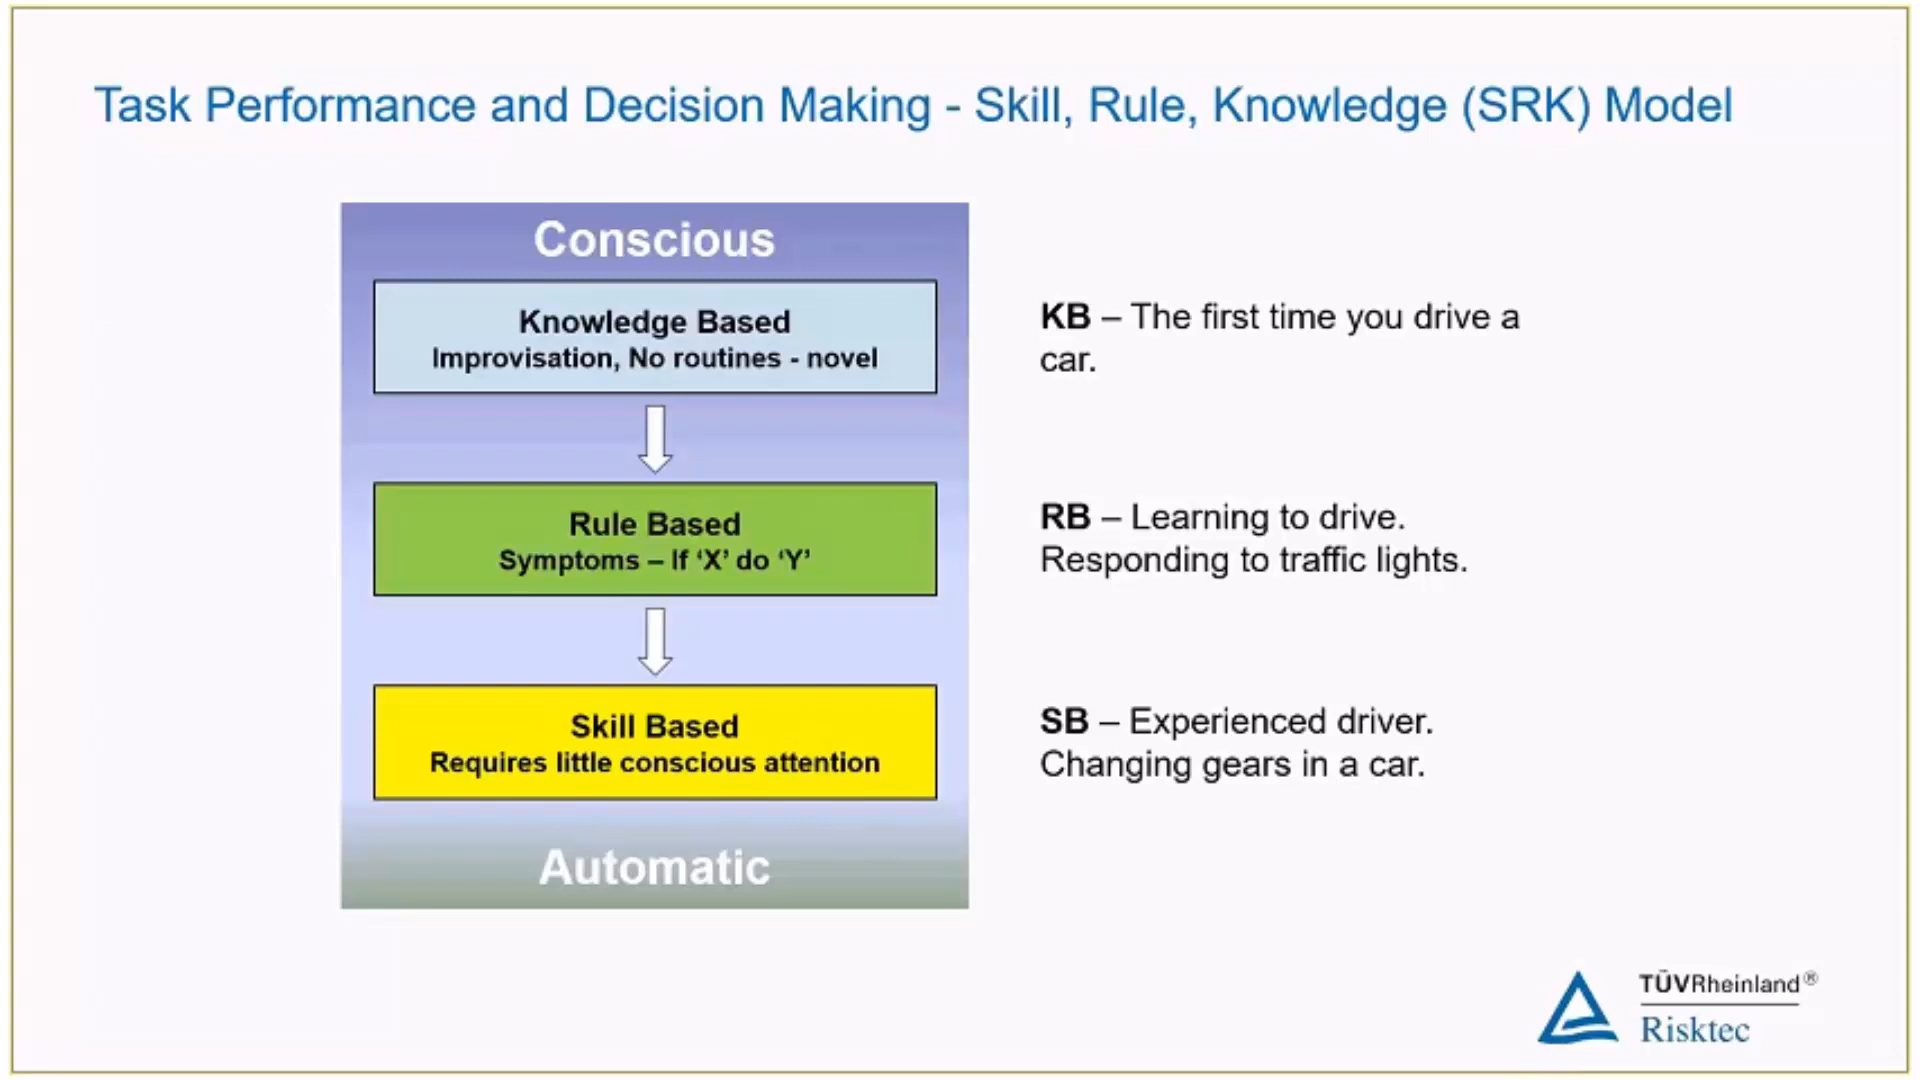 Task Performance and Decision Making - Skill, Rule, Knowledge (SRK) Model
Conscious
Knowledge Based
Improvisation, No routines - novel
KB – The first time you drive a
car.
Rule Based
Symptoms – If ‘X’ do ‘Y’
RB – Learning to drive.
Responding to traffic lights.
Skill Based
Requires little conscious attention
SB – Experienced driver.
Changing gears in a car.
Automatic
TÜVRheinland®
Risktec